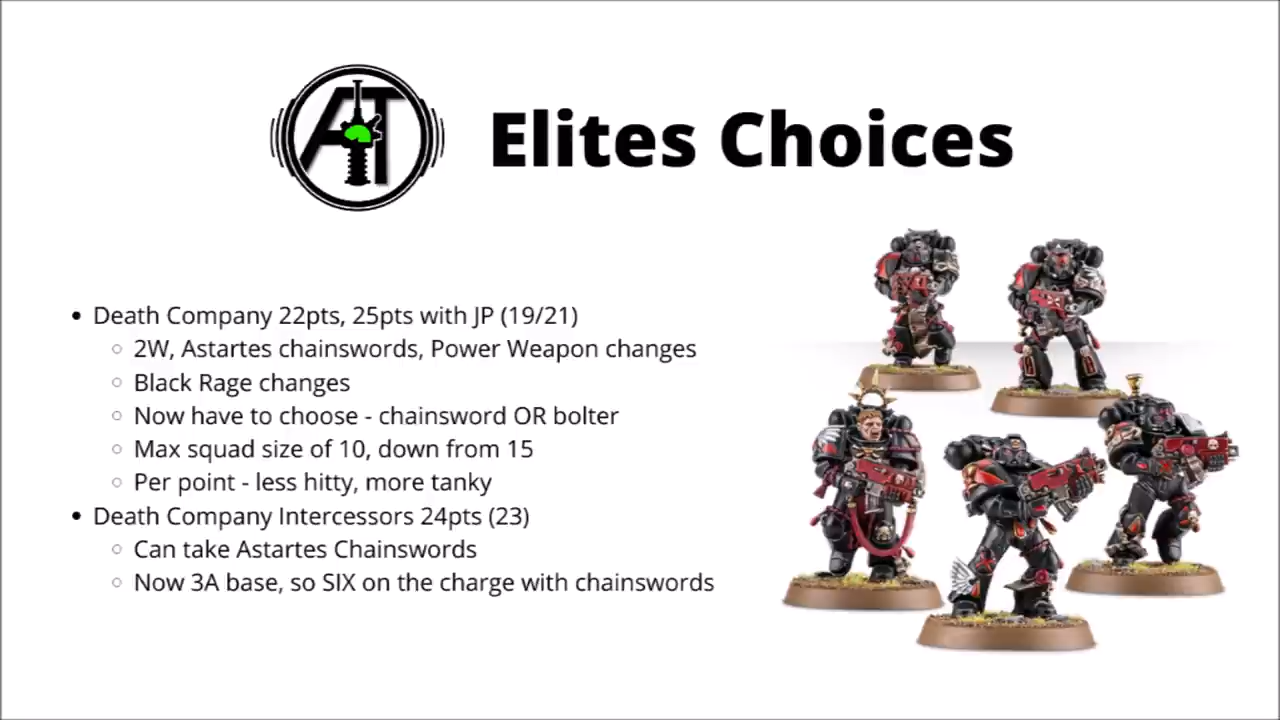 AT
Elites Choices
Death Company 22pts, 25pts with JP (19/21)
2W, Astartes chainswords, Power Weapon changes
Black Rage changes
Now have to choose - chainsword OR bolter
Max squad size of 10, down from 15
Per point - less hitty, more tanky
Death Company Intercessors 24pts (23)
Can take Astartes Chainswords
Now 3A base, so SIX on the charge with chainswords